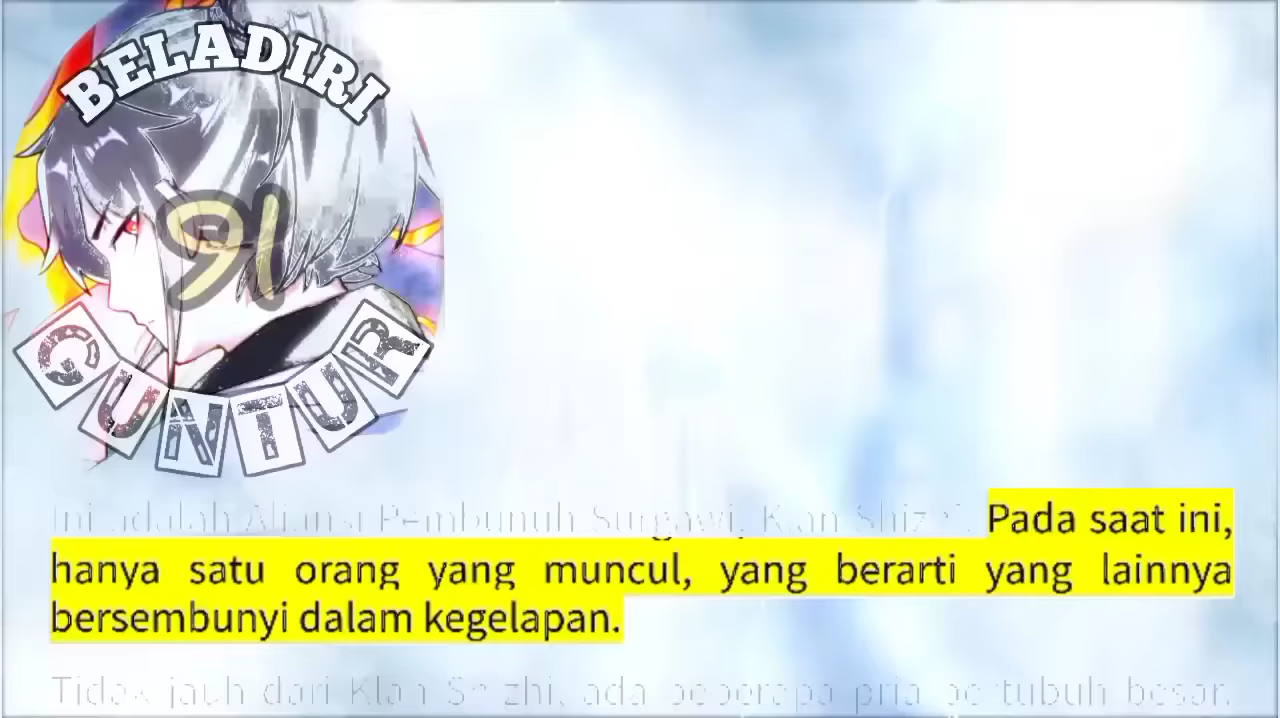 BELADIRI
GUNTUR
Ini adalah Aliansi Pembunuh Surgawi, Klan Shizhi. Pada saat ini,
hanya satu orang yang muncul, yang berarti yang lainnya
bersembunyi dalam kegelapan.
Tidak jauh dari Klan Shizhi, ada beberapa pria bertubuh besar.